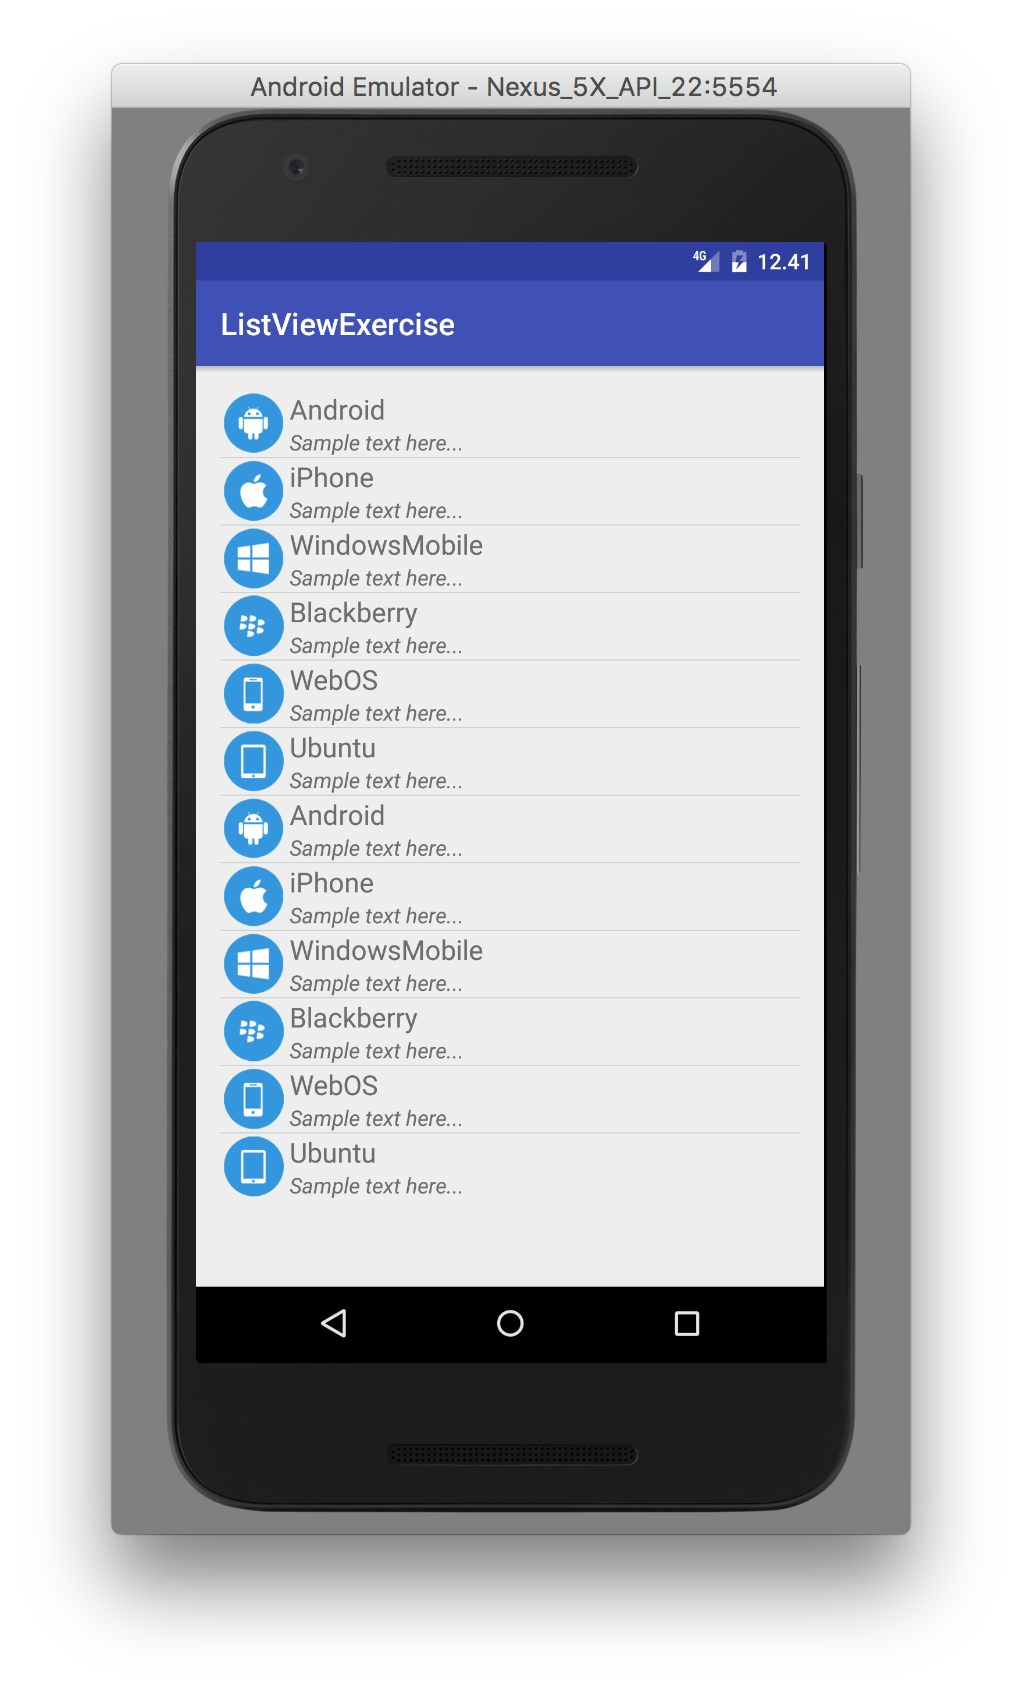 Android Emulator - Nexus_5X_API_22:5554
4G 12.41
ListViewExercise
Android
Sample text here...
iPhone
Sample text here...
WindowsMobile
Sample text here...
Blackberry
Sample text here...
WebOS
Sample text here...
Ubuntu
Sample text here...
Android
Sample text here...
iPhone
Sample text here...
WindowsMobile
Sample text here...
Blackberry
Sample text here...
WebOS
Sample text here...
Ubuntu
Sample text here...